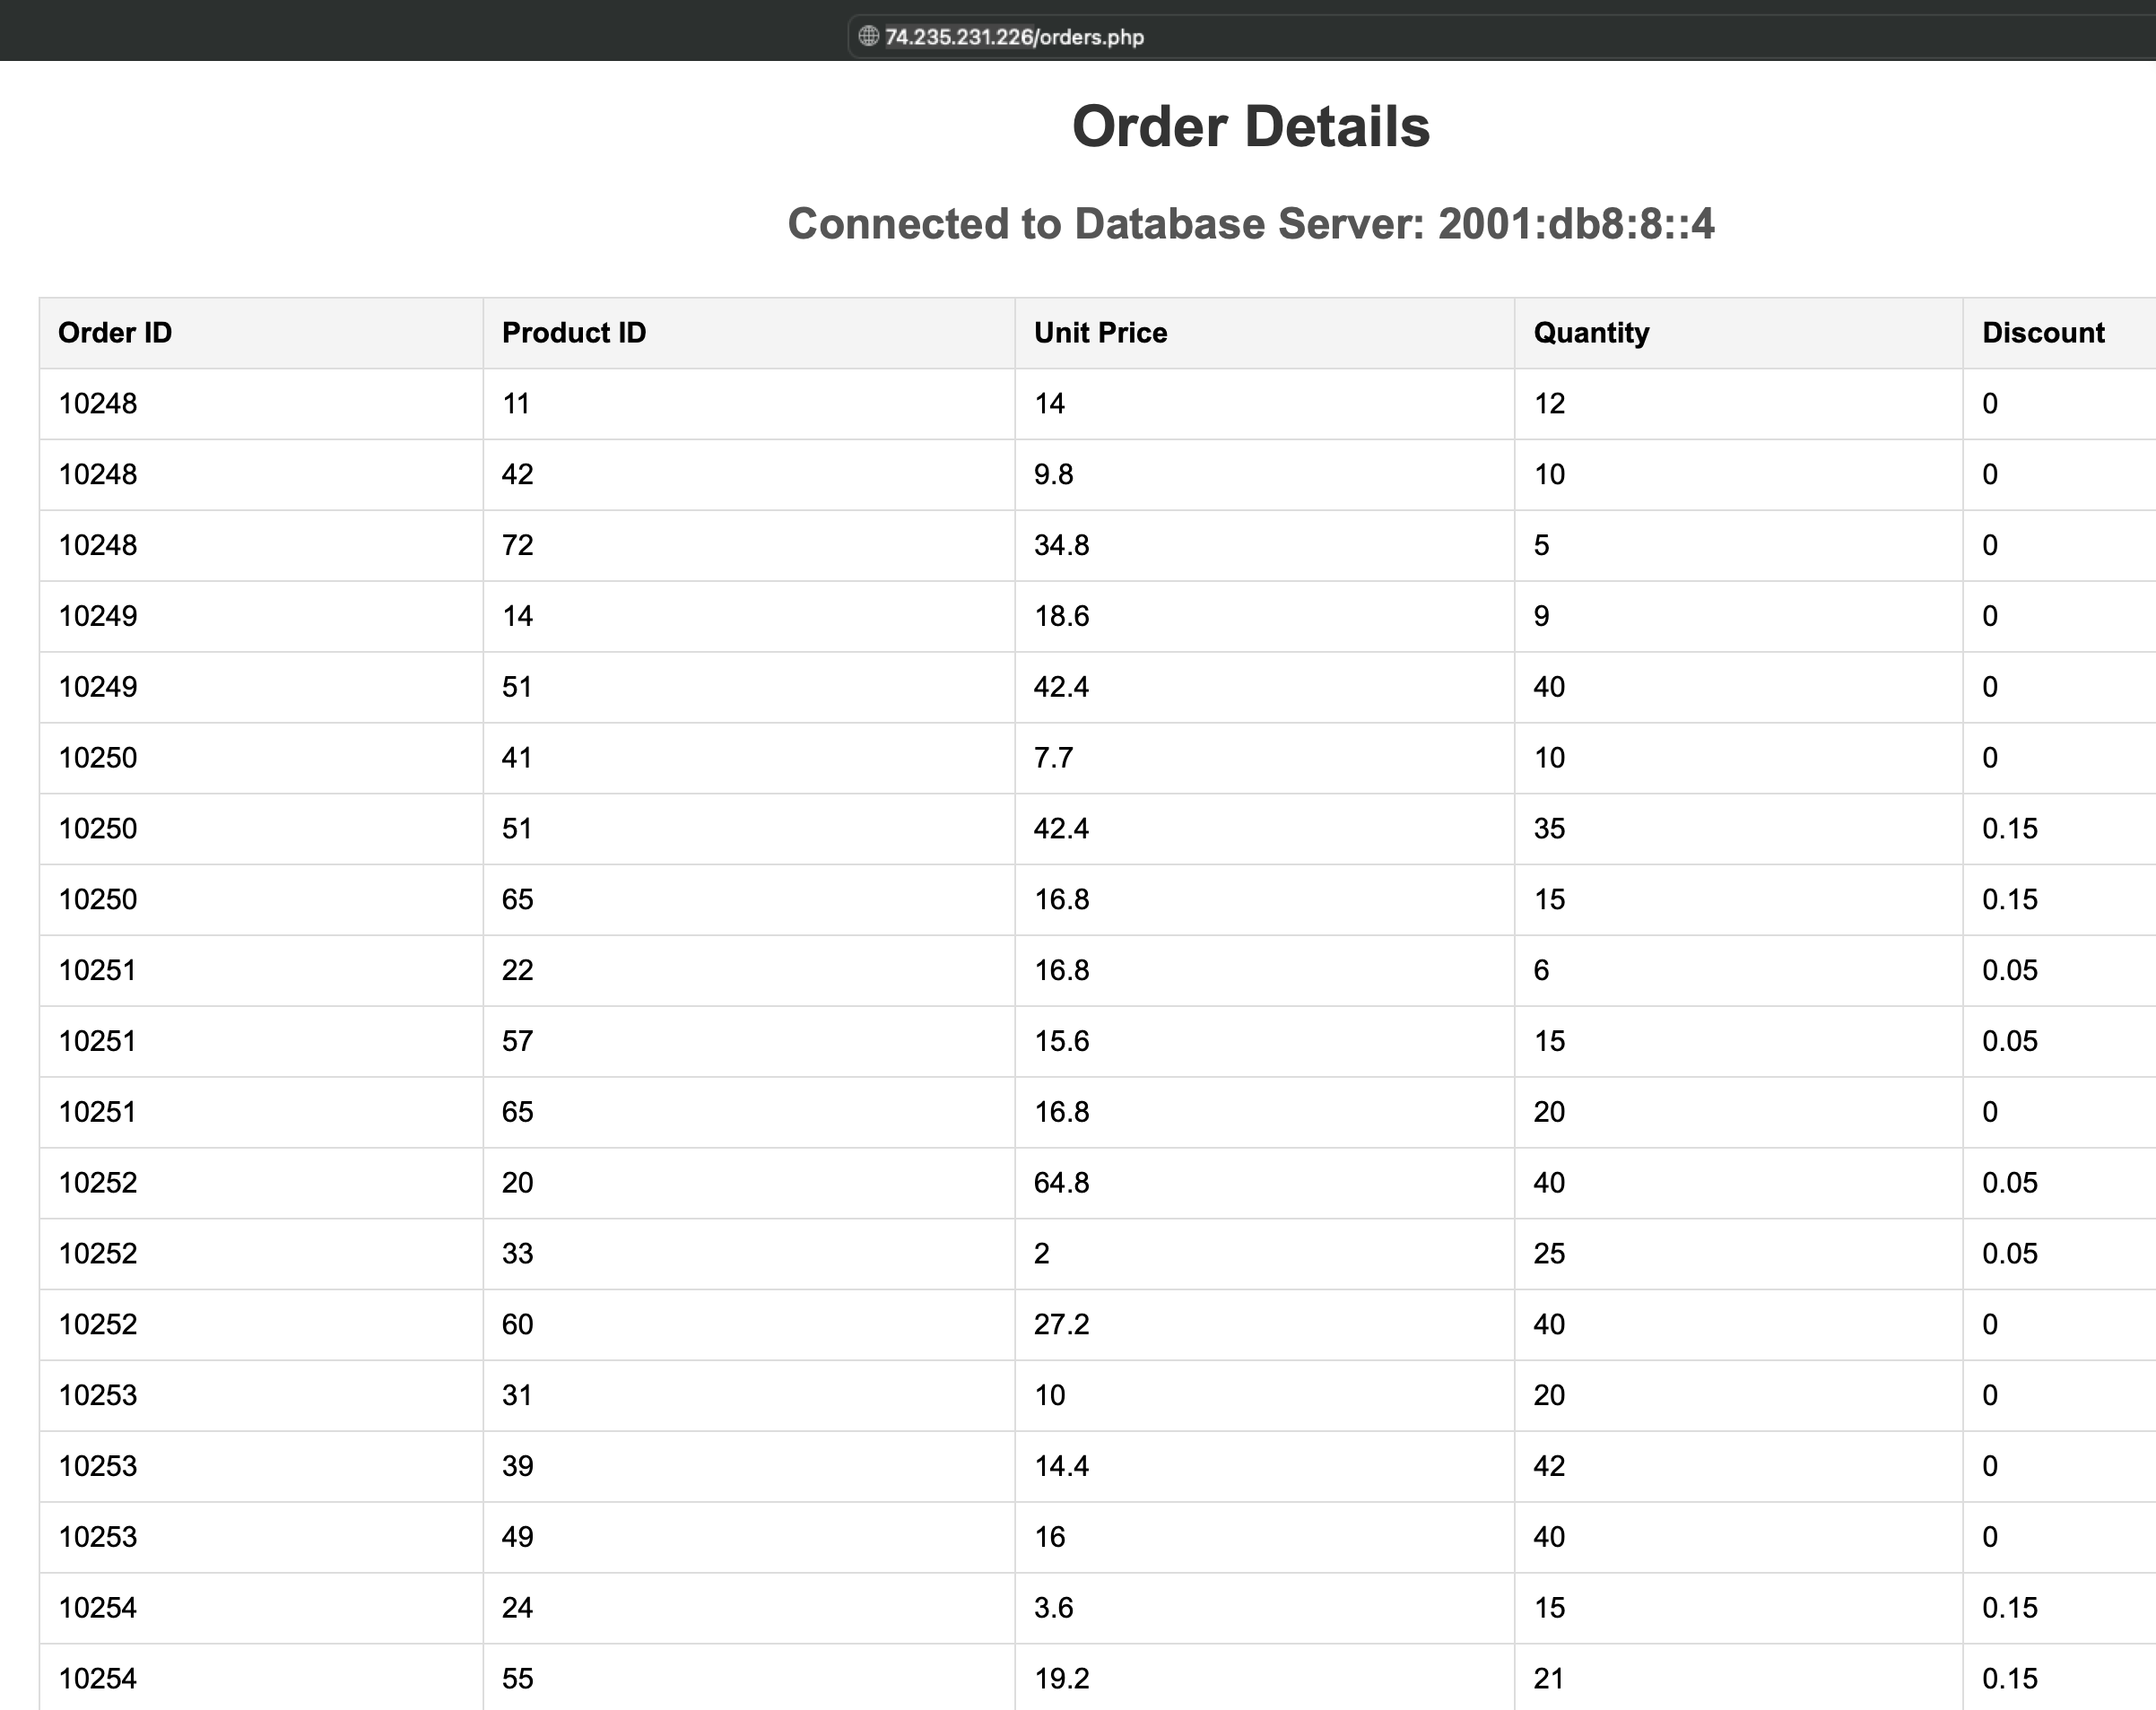 74.235.231.226/orders.php
Order Details
Connected to Database Server: 2001:db8:8::4
Order ID Product ID Unit Price Quantity Discount
10248 11 14 12 0
10248 42 9.8 10 0
10248 72 34.8 5 0
10249 14 18.6 9 0
10249 51 42.4 40 0
10250 41 7.7 10 0
10250 51 42.4 35 0.15
10250 65 16.8 15 0.15
10251 22 16.8 6 0.05
10251 57 15.6 15 0.05
10251 65 16.8 20 0
10252 20 64.8 40 0.05
10252 33 2 25 0.05
10252 60 27.2 40 0
10253 31 10 20 0
10253 39 14.4 42 0
10253 49 16 40 0
10254 24 3.6 15 0.15
10254 55 19.2 21 0.15